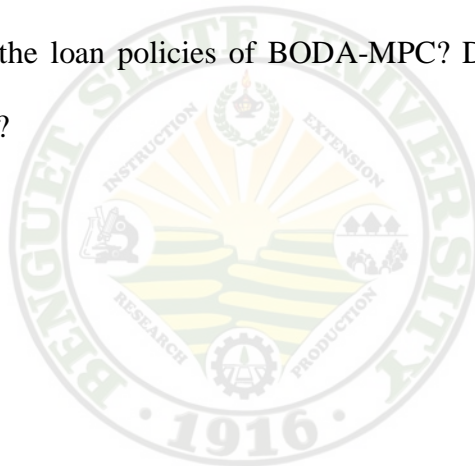 the loan policies of BODA-MPC? D
?
BENGUET STATE UNIVERSITY
INSTRUCTION
EXTENSION
RESEARCH
PRODUCTION
1916